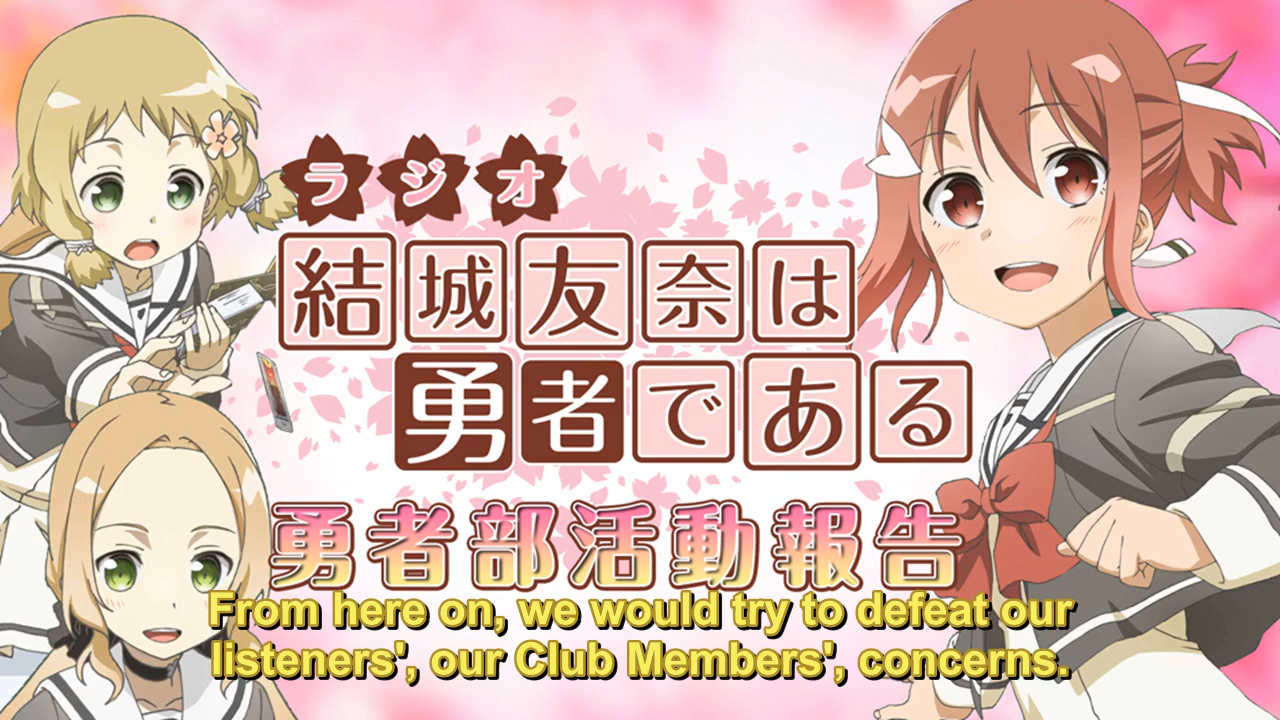 ラジオ
結城友奈は
勇者である
勇者部活動報告
From here on, we would try to defeat our
listeners', our Club Members', concerns.